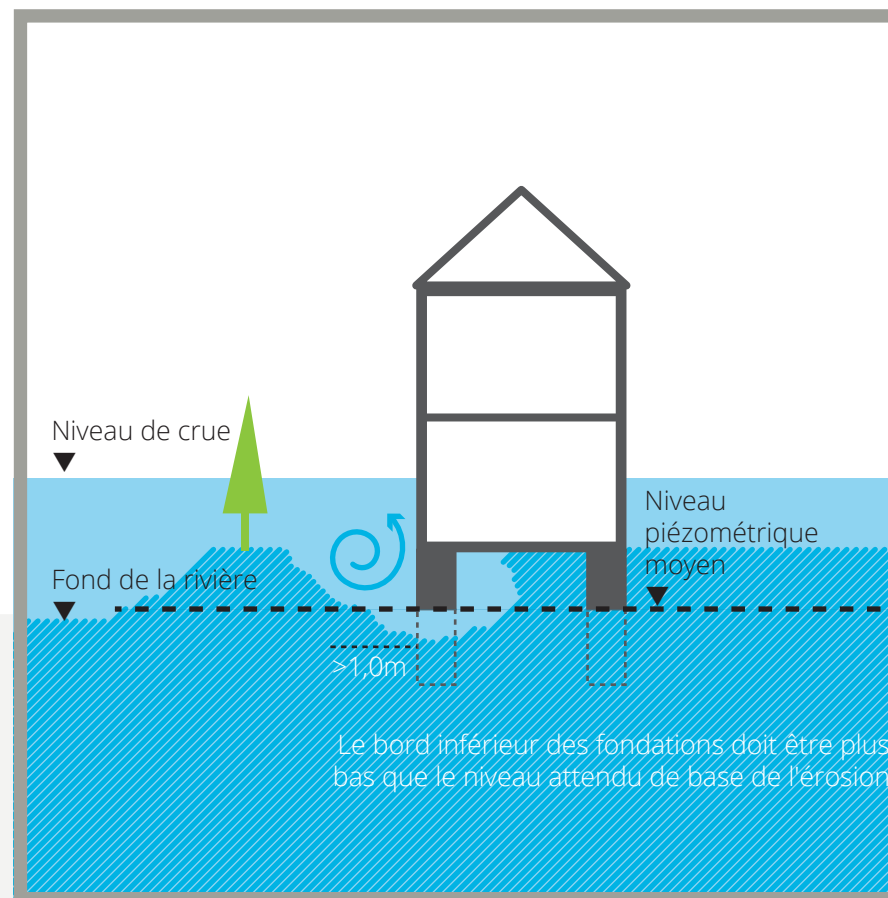 Niveau de crue
Niveau
piézométrique
moyen
Fond de la rivière
>1,0m
Le bord inférieur des fondations doit être plus
bas que le niveau attendu de base de l'érosion